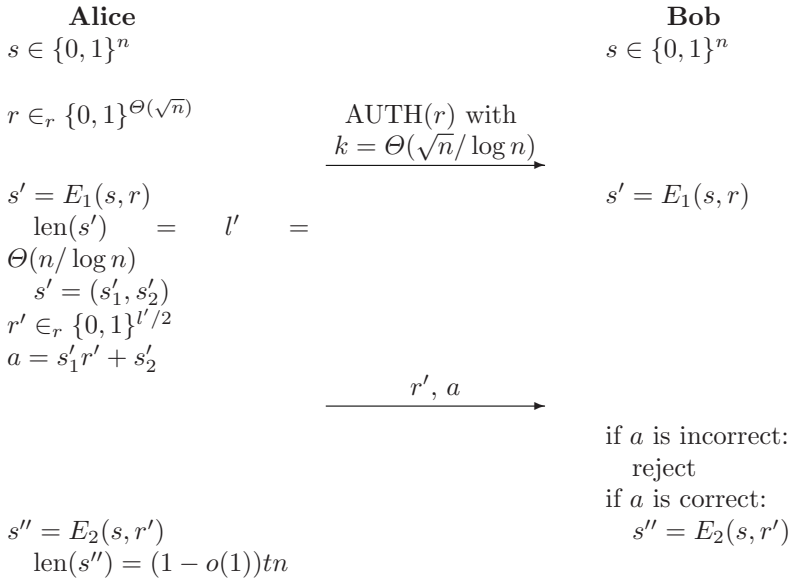 Alice Bob
s ∈ {0, 1}^n s ∈ {0, 1}^n
r ∈_r {0, 1}^{Θ(√n)} AUTH(r) with
k = Θ(√n/ log n)
s′ = E_1(s, r) s′ = E_1(s, r)
len(s′) = l′ =
Θ(n/ log n)
s′ = (s′_1, s′_2)
r′ ∈_r {0, 1}^{l′/2}
a = s′_1r′ + s′_2
r′, a
if a is incorrect:
reject
if a is correct:
s′′ = E_2(s, r′) s′′ = E_2(s, r′)
len(s′′) = (1 − o(1))tn